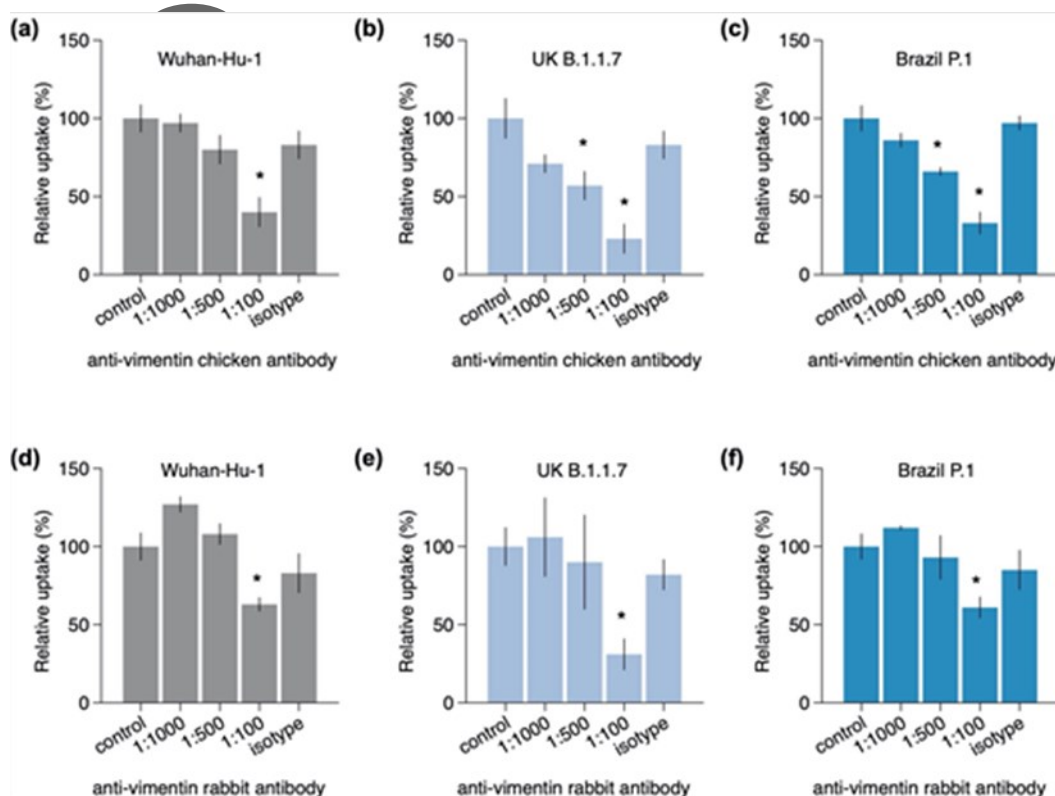 (a)
Wuhan-Hu-1
Relative uptake (%)
150
100
50
0
*
control
1:1000
1:500
1:100
isotype
anti-vimentin chicken antibody
(b)
UK B.1.1.7
Relative uptake (%)
150
100
50
0
*
*
control
1:1000
1:500
1:100
isotype
anti-vimentin chicken antibody
(c)
Brazil P.1
Relative uptake (%)
150
100
50
0
*
*
control
1:1000
1:500
1:100
isotype
anti-vimentin chicken antibody
(d)
Wuhan-Hu-1
Relative uptake (%)
150
100
50
0
*
control
1:1000
1:500
1:100
isotype
anti-vimentin rabbit antibody
(e)
UK B.1.1.7
Relative uptake (%)
150
100
50
0
*
control
1:1000
1:500
1:100
isotype
anti-vimentin rabbit antibody
(f)
Brazil P.1
Relative uptake (%)
150
100
50
0
*
control
1:1000
1:500
1:100
isotype
anti-vimentin rabbit antibody